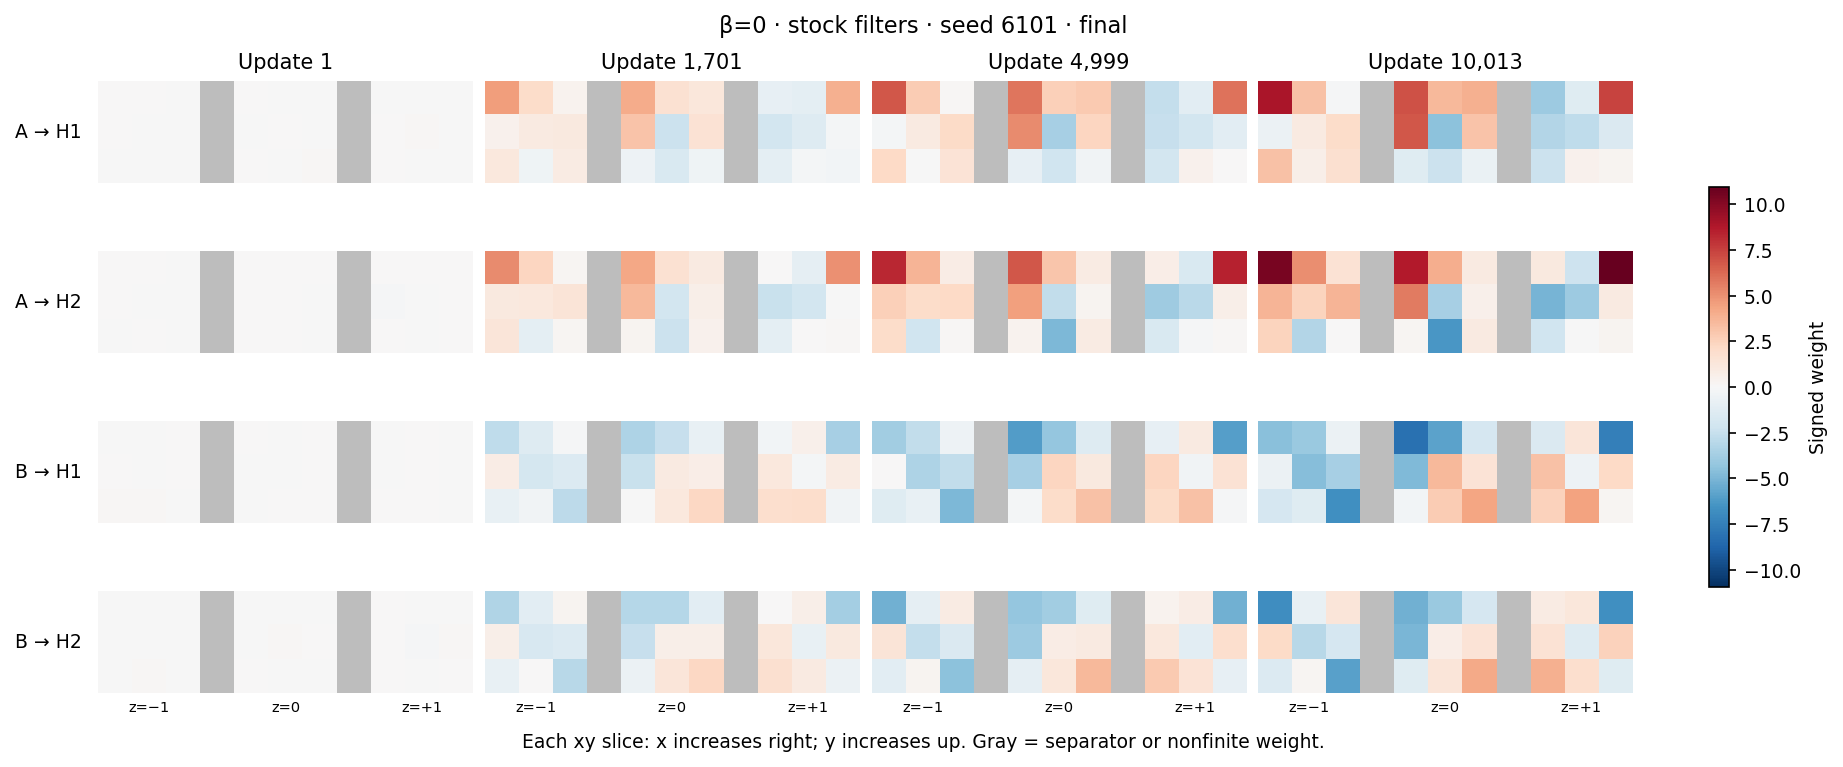 β=0 · stock filters · seed 6101 · final
Update 1
Update 1,701
Update 4,999
Update 10,013
A → H1
A → H2
B → H1
B → H2
z=−1
z=0
z=+1
z=−1
z=0
z=+1
z=−1
z=0
z=+1
z=−1
z=0
z=+1
Each xy slice: x increases right; y increases up. Gray = separator or nonfinite weight.
10.0
7.5
5.0
2.5
0.0
−2.5
−5.0
−7.5
−10.0
Signed weight